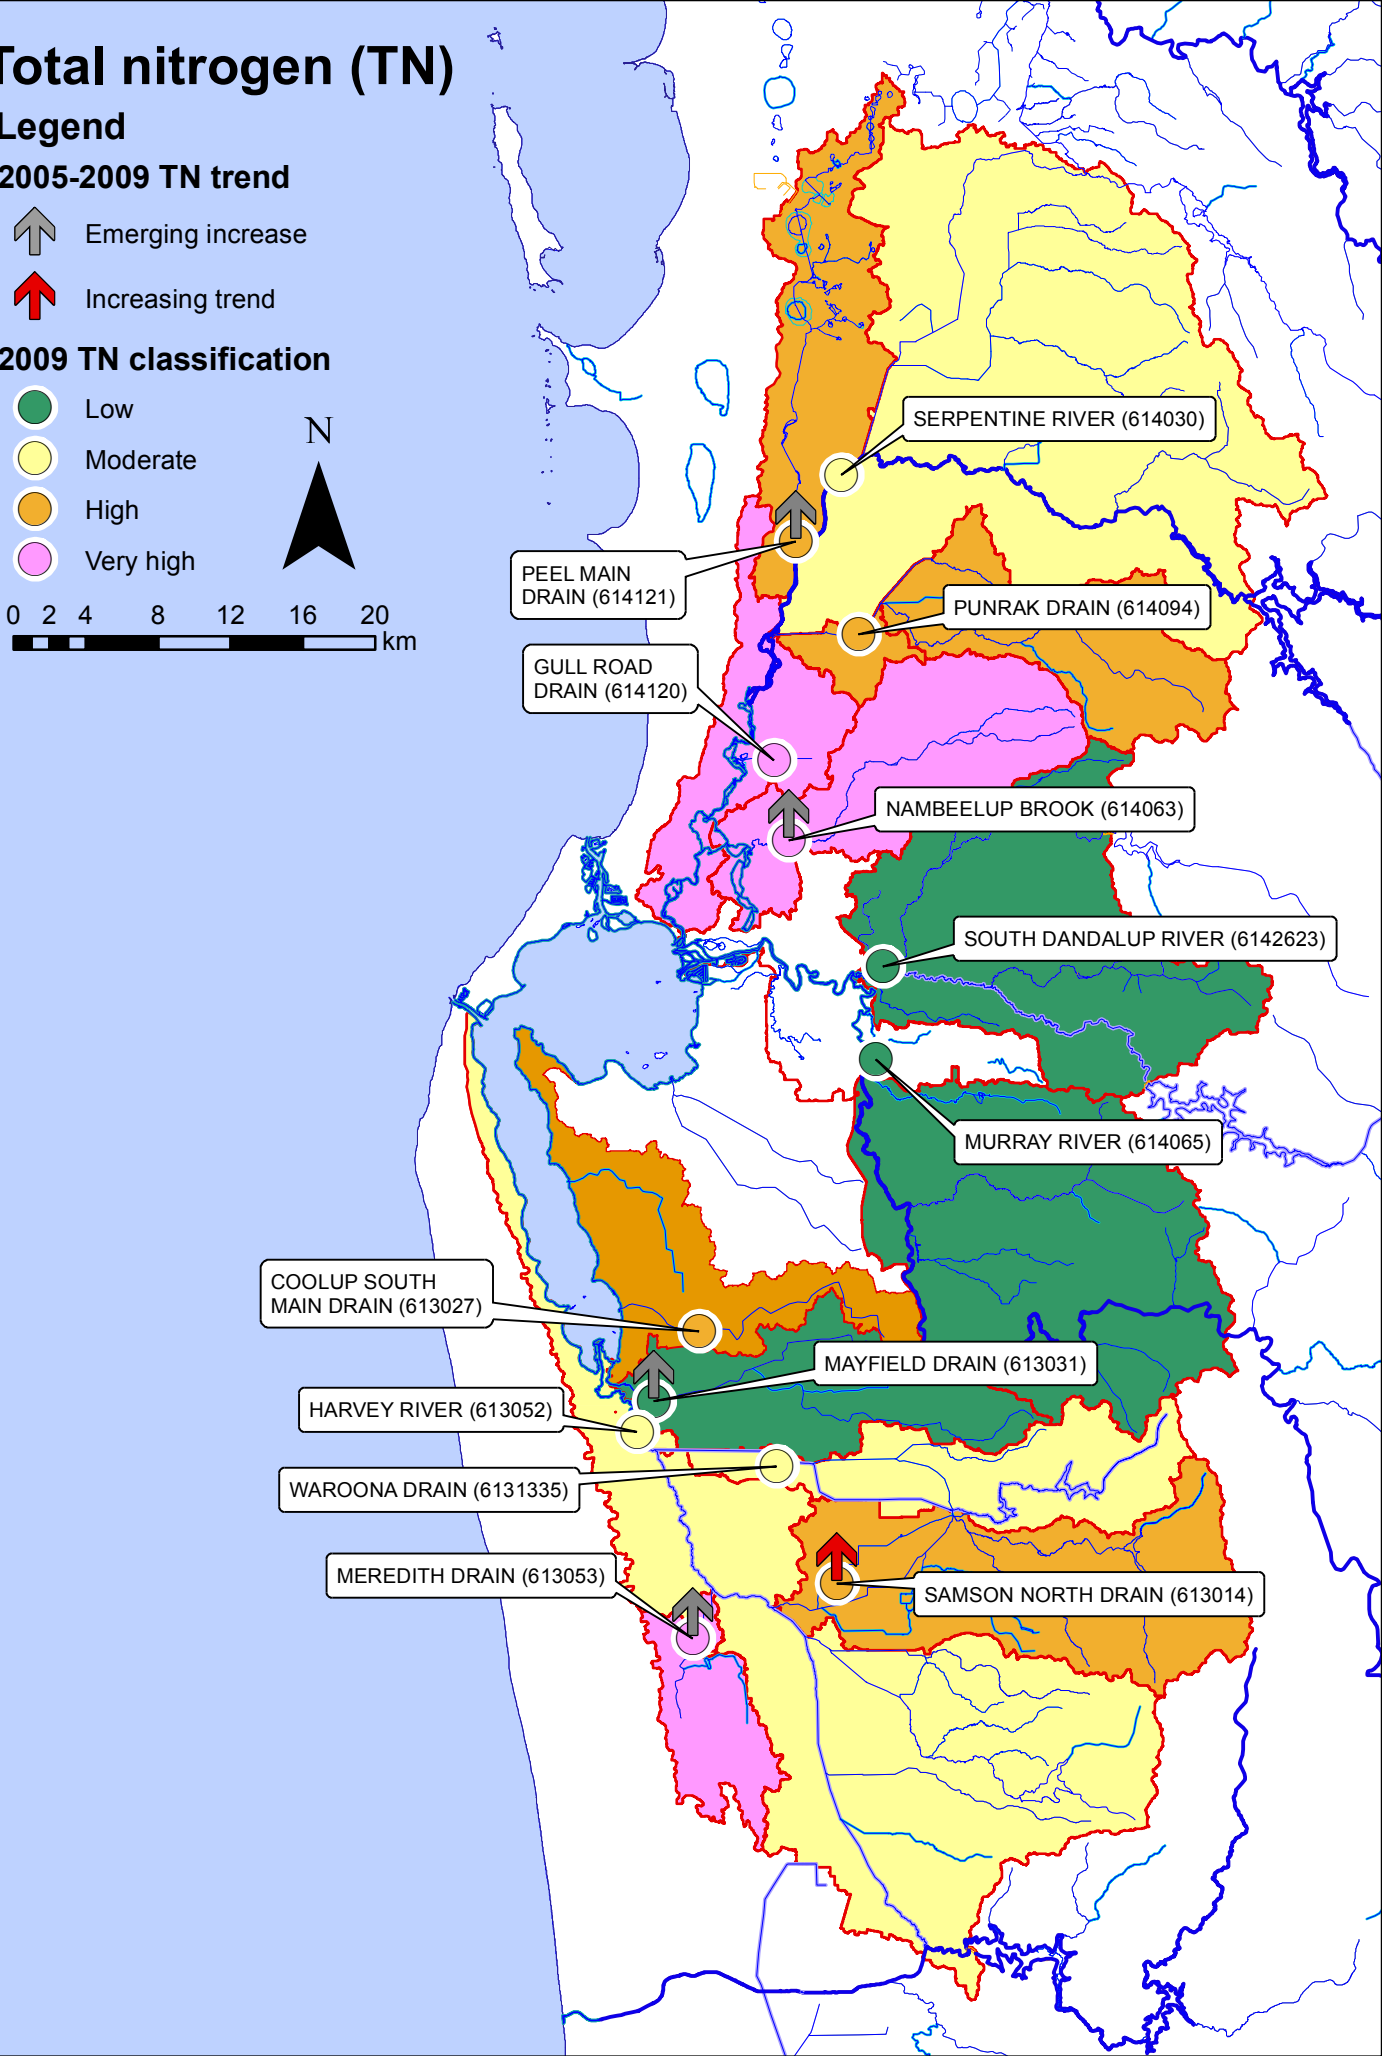 Total nitrogen (TN)
Legend
2005-2009 TN trend
Emerging increase
Increasing trend
2009 TN classification
Low
Moderate
High
Very high
N
0 2 4 8 12 16 20
km
SERPENTINE RIVER (614030)
PEEL MAIN
DRAIN (614121)
PUNRAK DRAIN (614094)
GULL ROAD
DRAIN (614120)
NAMBEELUP BROOK (614063)
SOUTH DANDALUP RIVER (6142623)
MURRAY RIVER (614065)
COOLUP SOUTH
MAIN DRAIN (613027)
MAYFIELD DRAIN (613031)
HARVEY RIVER (613052)
WAROONA DRAIN (6131335)
MEREDITH DRAIN (613053)
SAMSON NORTH DRAIN (613014)